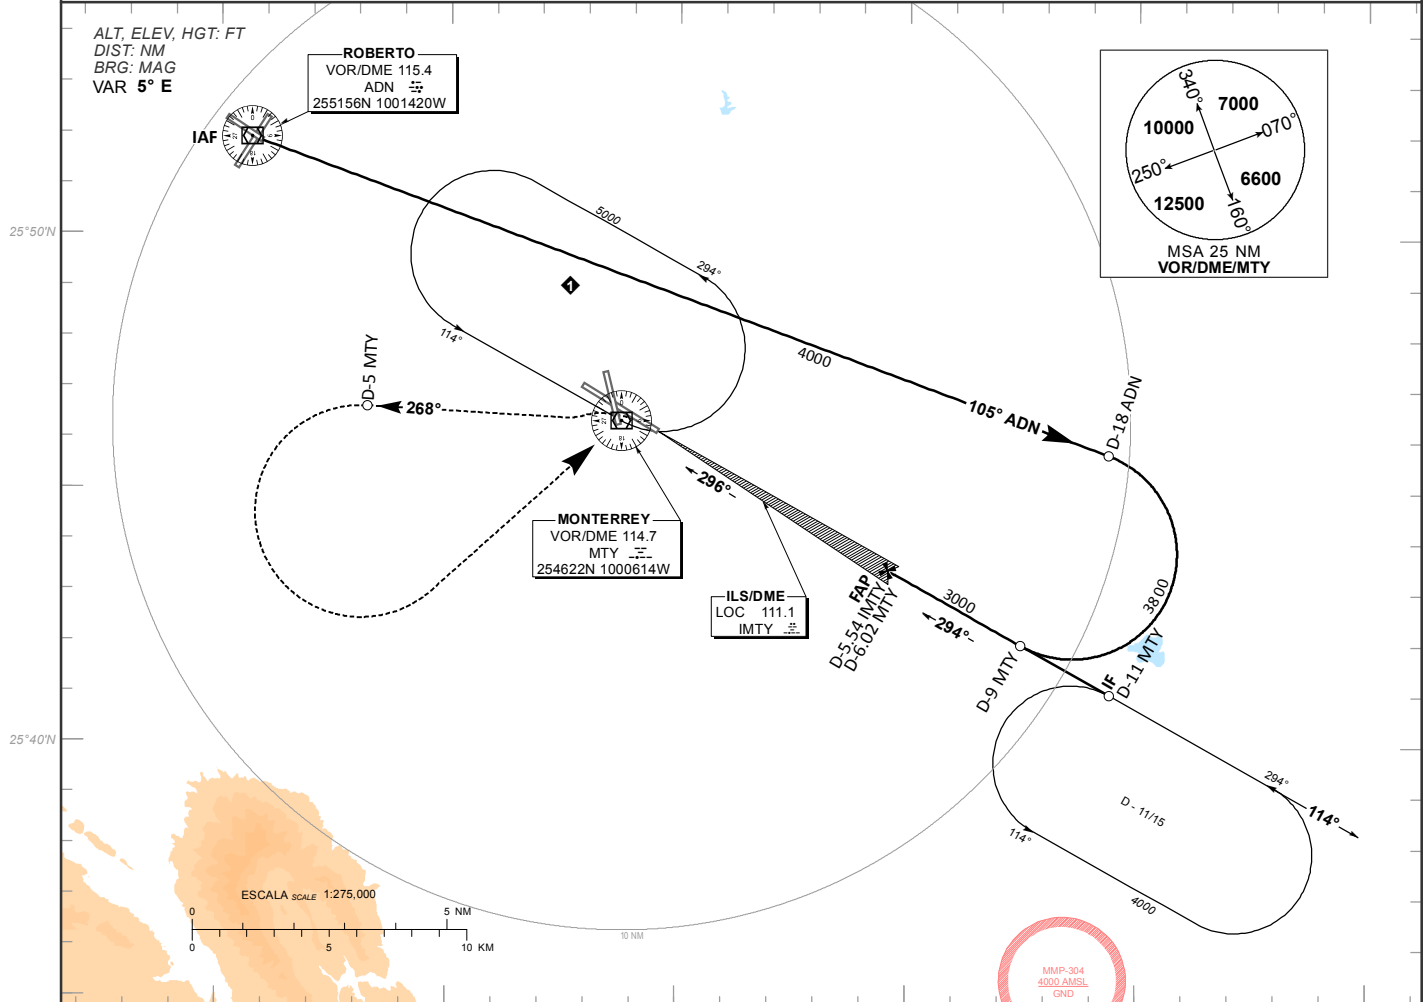 ALT, ELEV, HGT: FT
DIST: NM
BRG: MAG
VAR 5° E
ROBERTO
VOR/DME 115.4
ADN
255156N 1001420W
IAF
340°
7000
10000
070°
250°
6600
12500
160°
MSA 25 NM
VOR/DME/MTY
25°50'N
5000
294°
1
114°
4000
D-5 MTY
268°
105° ADN
D-18 ADN
296°
MONTERREY
VOR/DME 114.7
MTY
254622N 1000614W
ILS/DME
LOC 111.1
IMTY
FAP
D-5.54 IMTY
D-6.02 MTY
3000
294°
3800
D-9 MTY
IF
D-11 MTY
25°40'N
294°
114°
D - 11/15
114°
4000
ESCALA SCALE 1:275,000
0 5 NM
0 5 10 KM
10 NM
MMP-304
4000 AMSL
GND